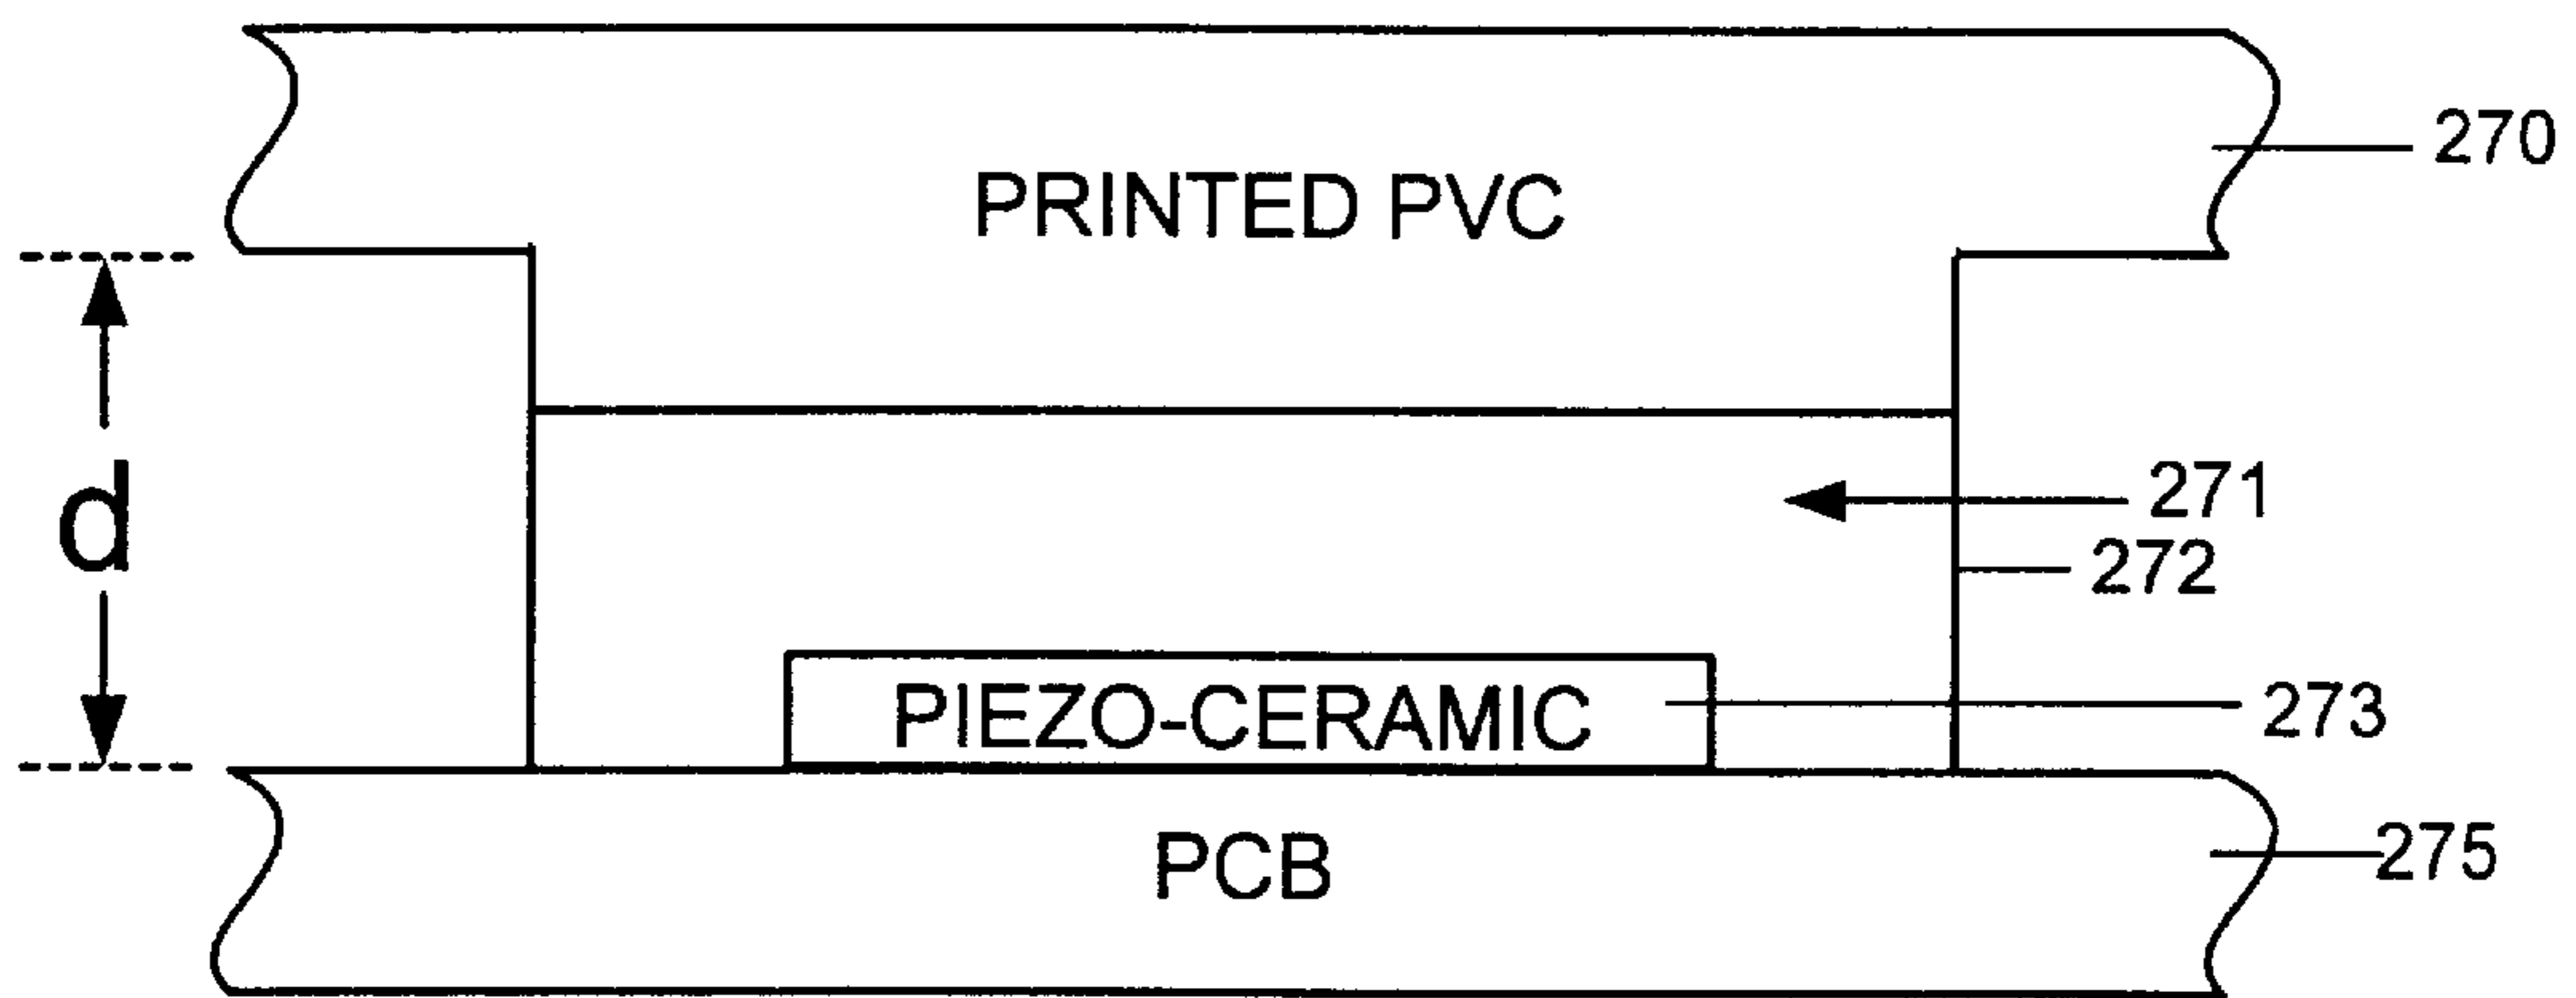 270
PRINTED PVC
d
271
272
PIEZO-CERAMIC
273
PCB
275